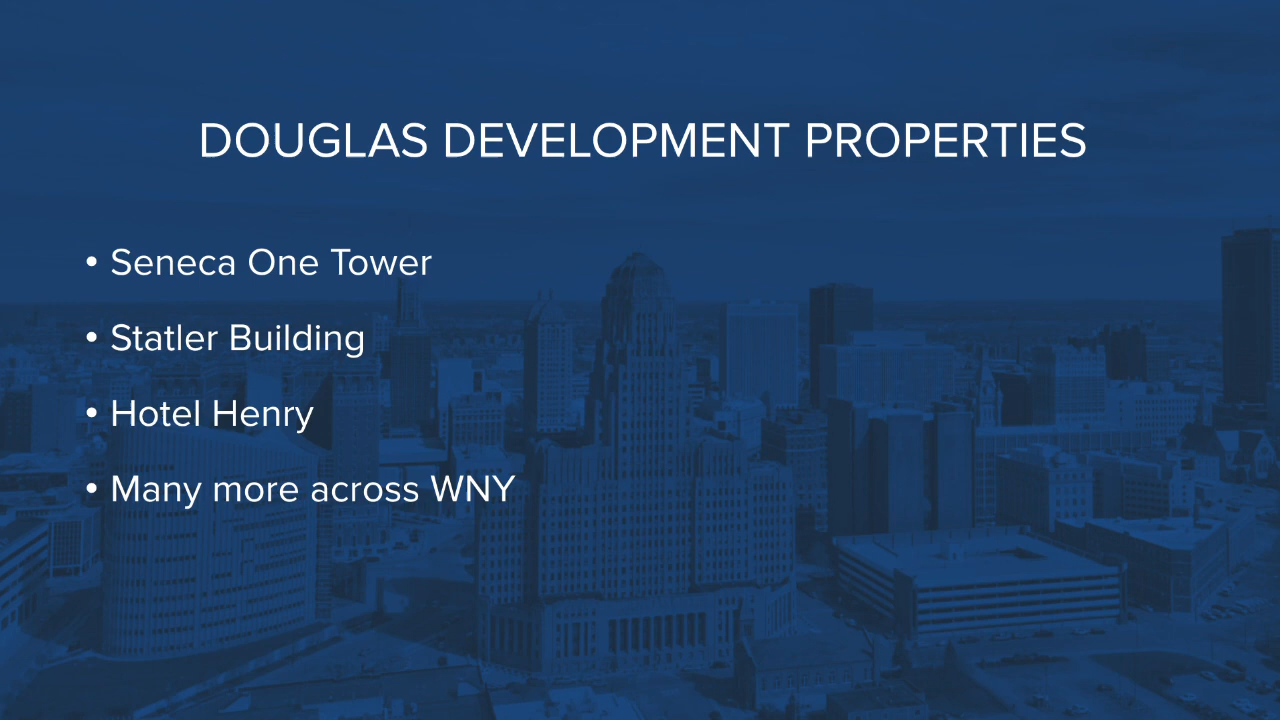 DOUGLAS DEVELOPMENT PROPERTIES
• Seneca One Tower
• Statler Building
• Hotel Henry
• Many more across WNY